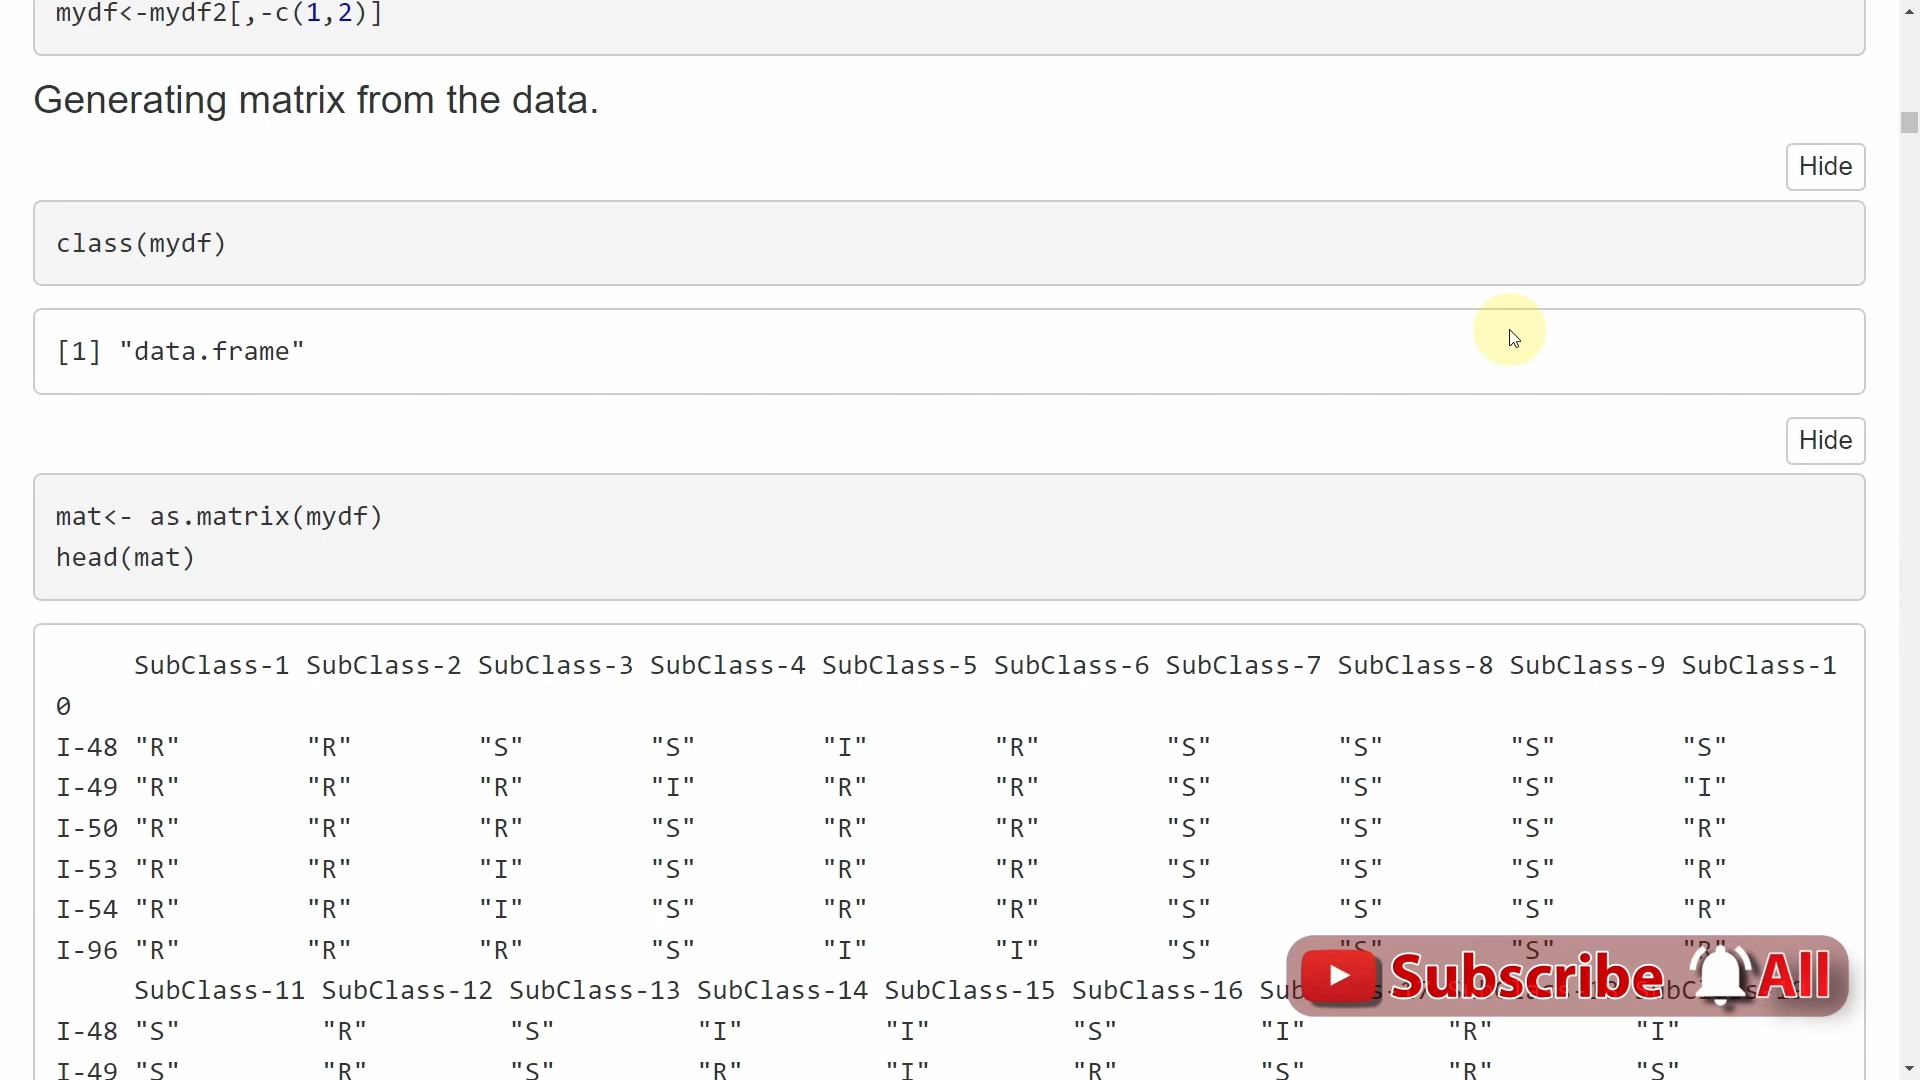 mydf<-mydf2[,-c(1,2)]
Generating matrix from the data.
Hide
class(mydf)
[1] "data.frame"
Hide
mat<- as.matrix(mydf)
head(mat)
SubClass-1 SubClass-2 SubClass-3 SubClass-4 SubClass-5 SubClass-6 SubClass-7 SubClass-8 SubClass-9 SubClass-1
0
I-48 "R" "R" "S" "S" "I" "R" "S" "S" "S" "S"
I-49 "R" "R" "R" "I" "R" "R" "S" "S" "S" "I"
I-50 "R" "R" "R" "S" "R" "R" "S" "S" "S" "R"
I-53 "R" "R" "I" "S" "R" "R" "S" "S" "S" "R"
I-54 "R" "R" "I" "S" "R" "R" "S" "S" "S" "R"
I-96 "R" "R" "R" "S" "I" "I" "S" "S" "S" "R"
Subscribe All
SubClass-11 SubClass-12 SubClass-13 SubClass-14 SubClass-15 SubClass-16
I-48 "S" "R" "S" "I" "I" "S" "I" "R" "I"
I-49 "S" "R" "S" "R" "I" "R" "S" "R" "S"